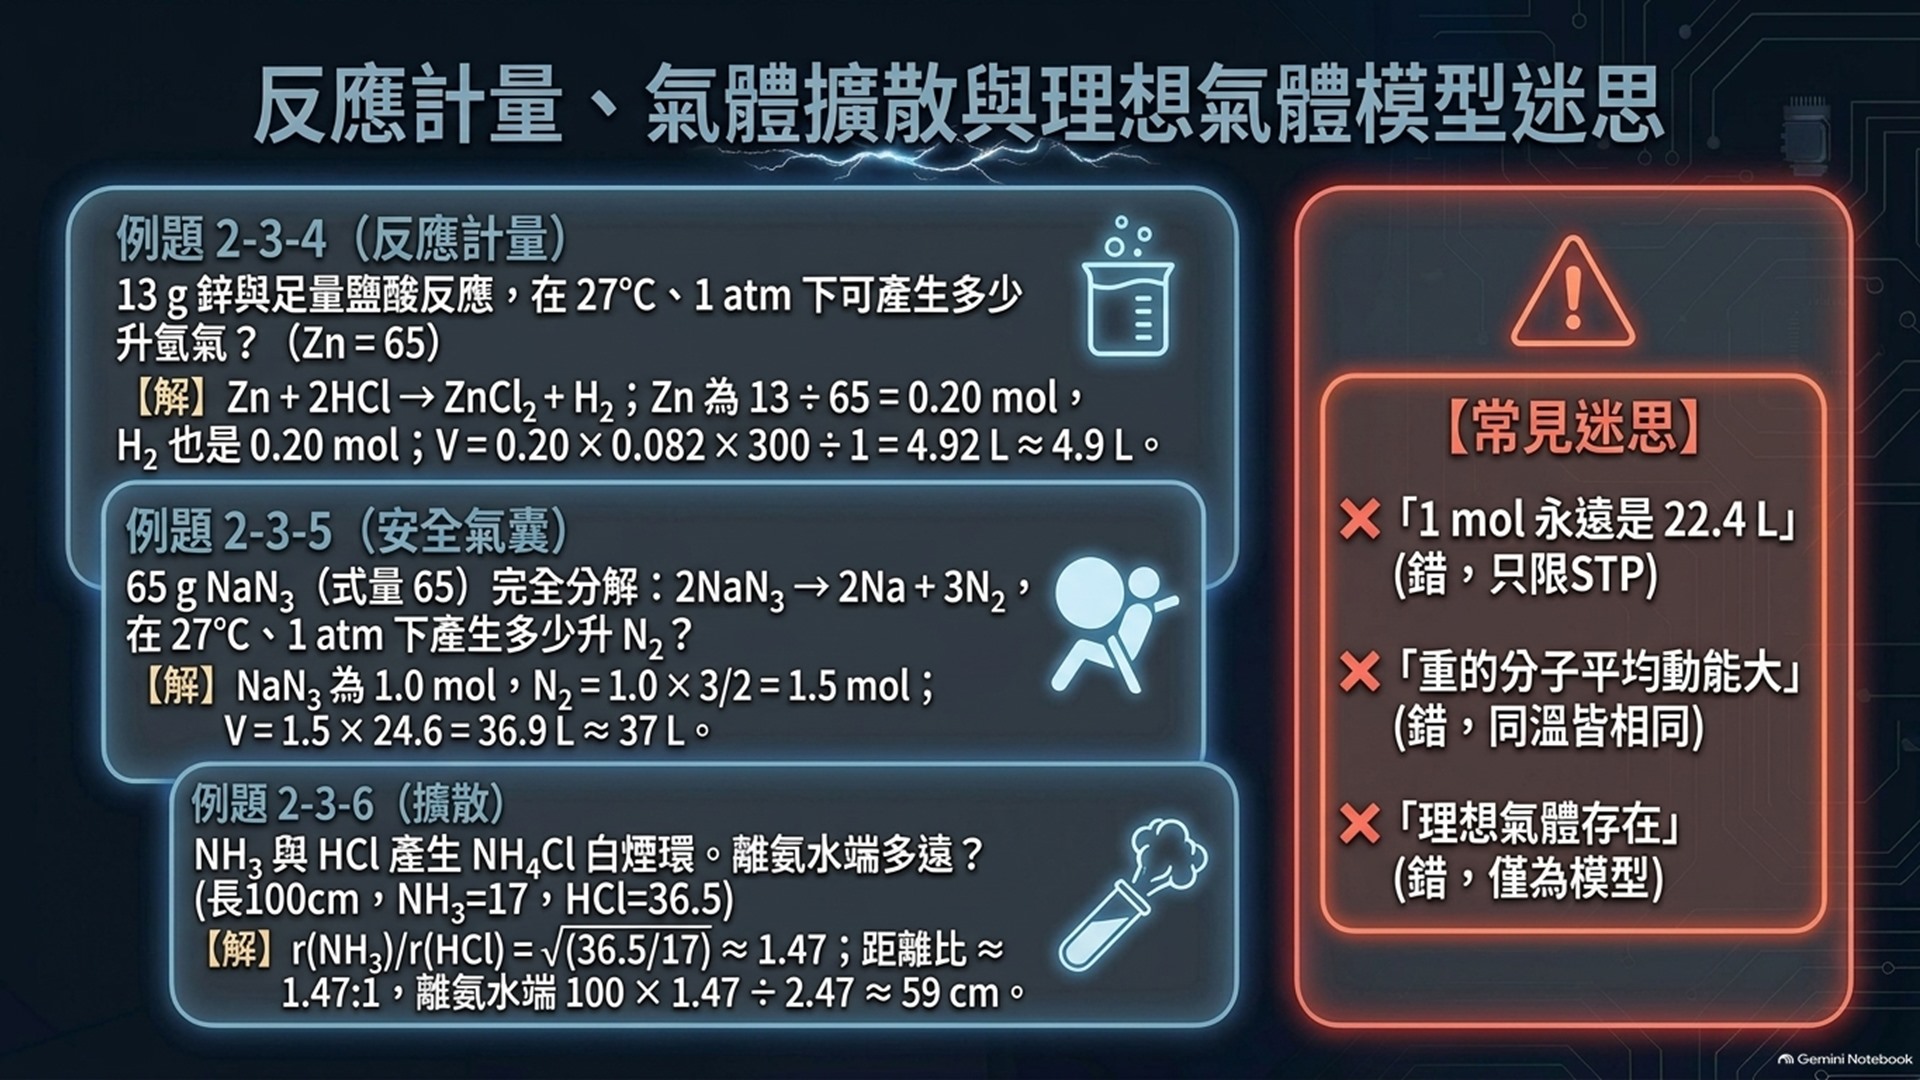 反應計量、氣體擴散與理想氣體模型迷思
例題 2-3-4（反應計量）
13 g 鋅與足量鹽酸反應，在 27°C、1 atm 下可產生多少
升氫氣？（Zn = 65）
【解】Zn + 2HCl → ZnCl₂ + H₂；Zn 為 13 ÷ 65 = 0.20 mol，
H₂ 也是 0.20 mol；V = 0.20 × 0.082 × 300 ÷ 1 = 4.92 L ≈ 4.9 L。
例題 2-3-5（安全氣囊）
65 g NaN₃（式量 65）完全分解：2NaN₃ → 2Na + 3N₂，
在 27°C、1 atm 下產生多少升 N₂？
【解】NaN₃ 為 1.0 mol，N₂ = 1.0 × 3/2 = 1.5 mol；
V = 1.5 × 24.6 = 36.9 L ≈ 37 L。
例題 2-3-6（擴散）
NH₃ 與 HCl 產生 NH₄Cl 白煙環。離氨水端多遠？
(長100cm，NH₃=17，HCl=36.5)
【解】r(NH₃)/r(HCl) = √(36.5/17) ≈ 1.47；距離比 ≈
1.47:1，離氨水端 100 × 1.47 ÷ 2.47 ≈ 59 cm。
【常見迷思】
❌「1 mol 永遠是 22.4 L」
(錯，只限STP)
❌「重的分子平均動能大」
(錯，同溫皆相同)
❌「理想氣體存在」
(錯，僅為模型)
Gemini Notebook